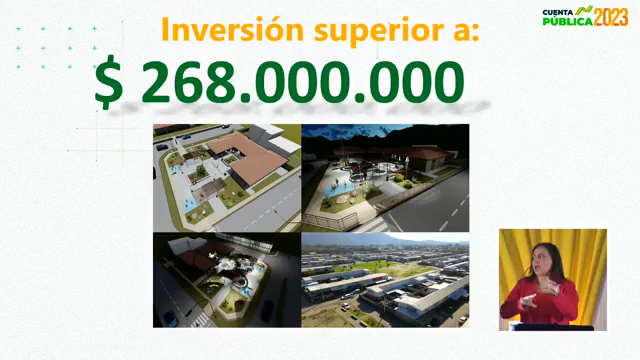 Inversión superior a:
$ 268.000.000
CUENTA
PÚBLICA 2023